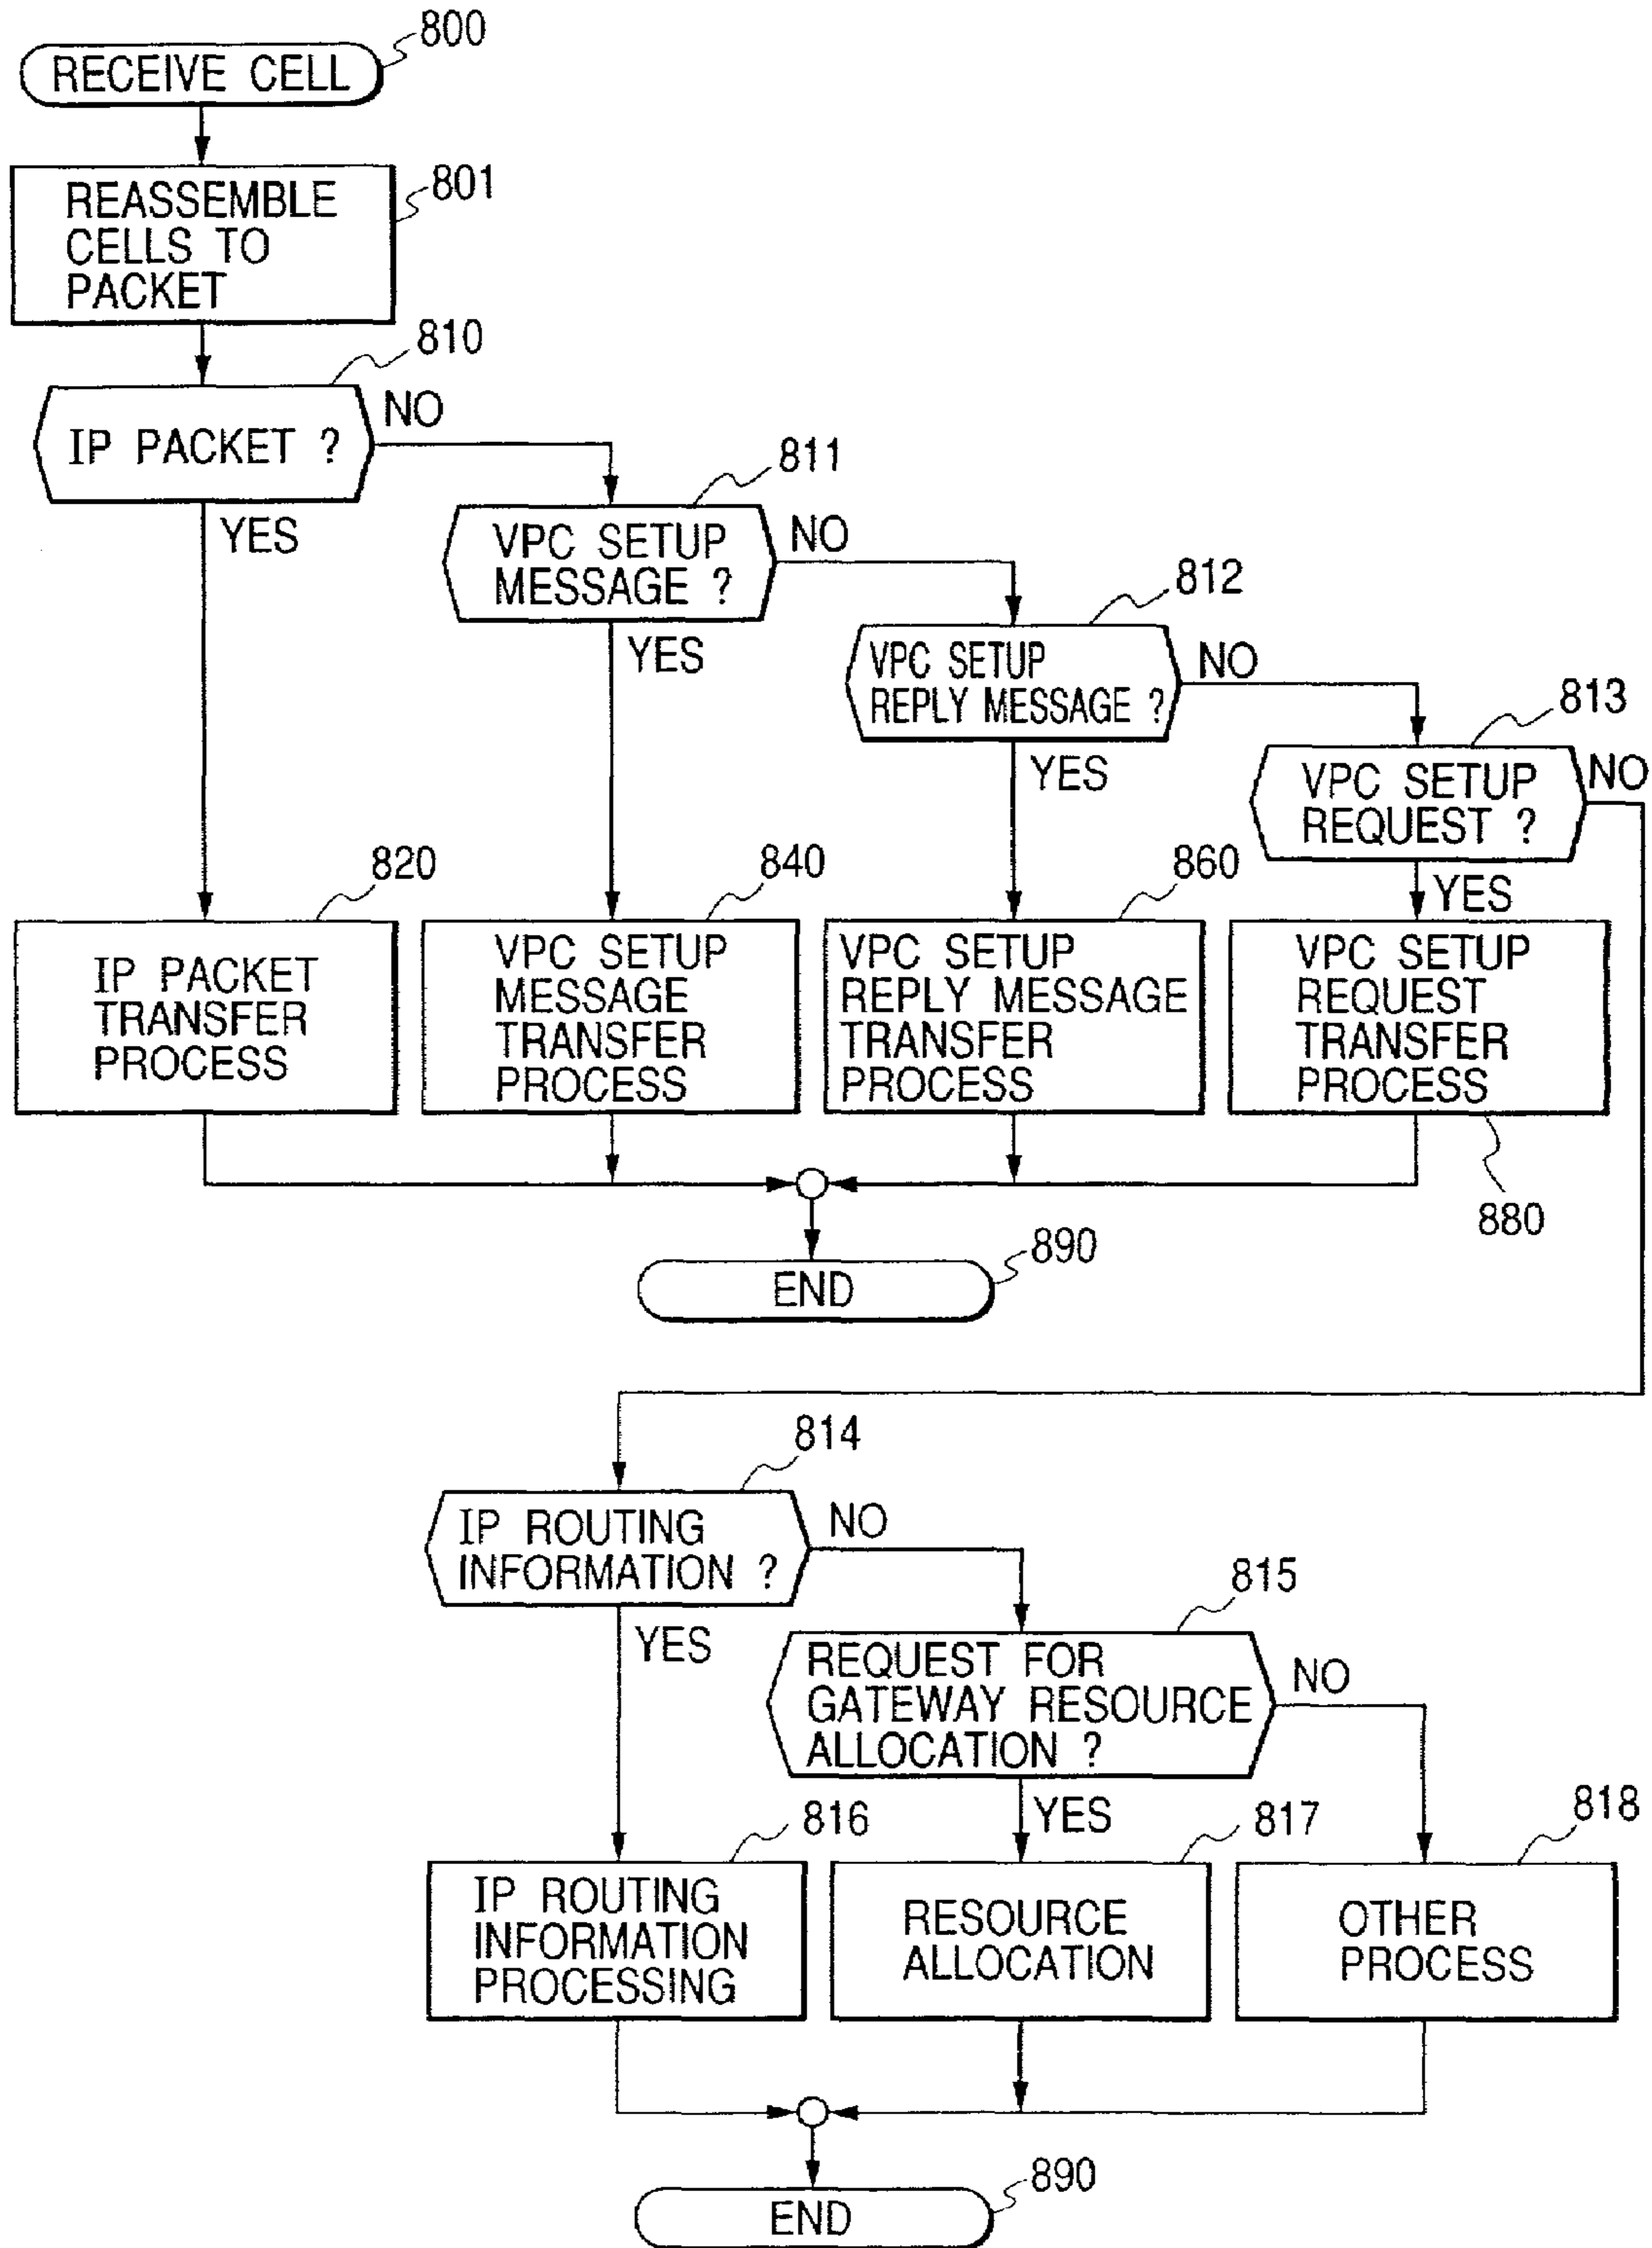 800
RECEIVE CELL
801
REASSEMBLE
CELLS TO
PACKET
810
IP PACKET ?
NO
YES
811
VPC SETUP
MESSAGE ?
NO
YES
812
VPC SETUP
REPLY MESSAGE ?
NO
YES
813
VPC SETUP
REQUEST ?
NO
YES
820
IP PACKET
TRANSFER
PROCESS
840
VPC SETUP
MESSAGE
TRANSFER
PROCESS
860
VPC SETUP
REPLY MESSAGE
TRANSFER
PROCESS
VPC SETUP
REQUEST
TRANSFER
PROCESS
880
890
END
814
IP ROUTING
INFORMATION ?
NO
YES
815
REQUEST FOR
GATEWAY RESOURCE
ALLOCATION ?
NO
YES
816
IP ROUTING
INFORMATION
PROCESSING
817
RESOURCE
ALLOCATION
818
OTHER
PROCESS
890
END